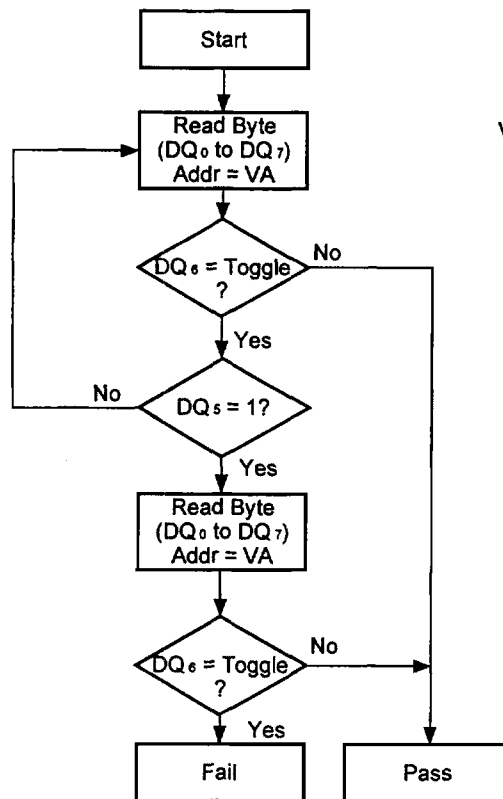 Start
Read Byte
(DQ₀ to DQ₇)
Addr = VA
DQ₆ = Toggle
?
No
Yes
No
DQ₅ = 1?
Yes
Read Byte
(DQ₀ to DQ₇)
Addr = VA
DQ₆ = Toggle
?
No
Yes
Fail
Pass